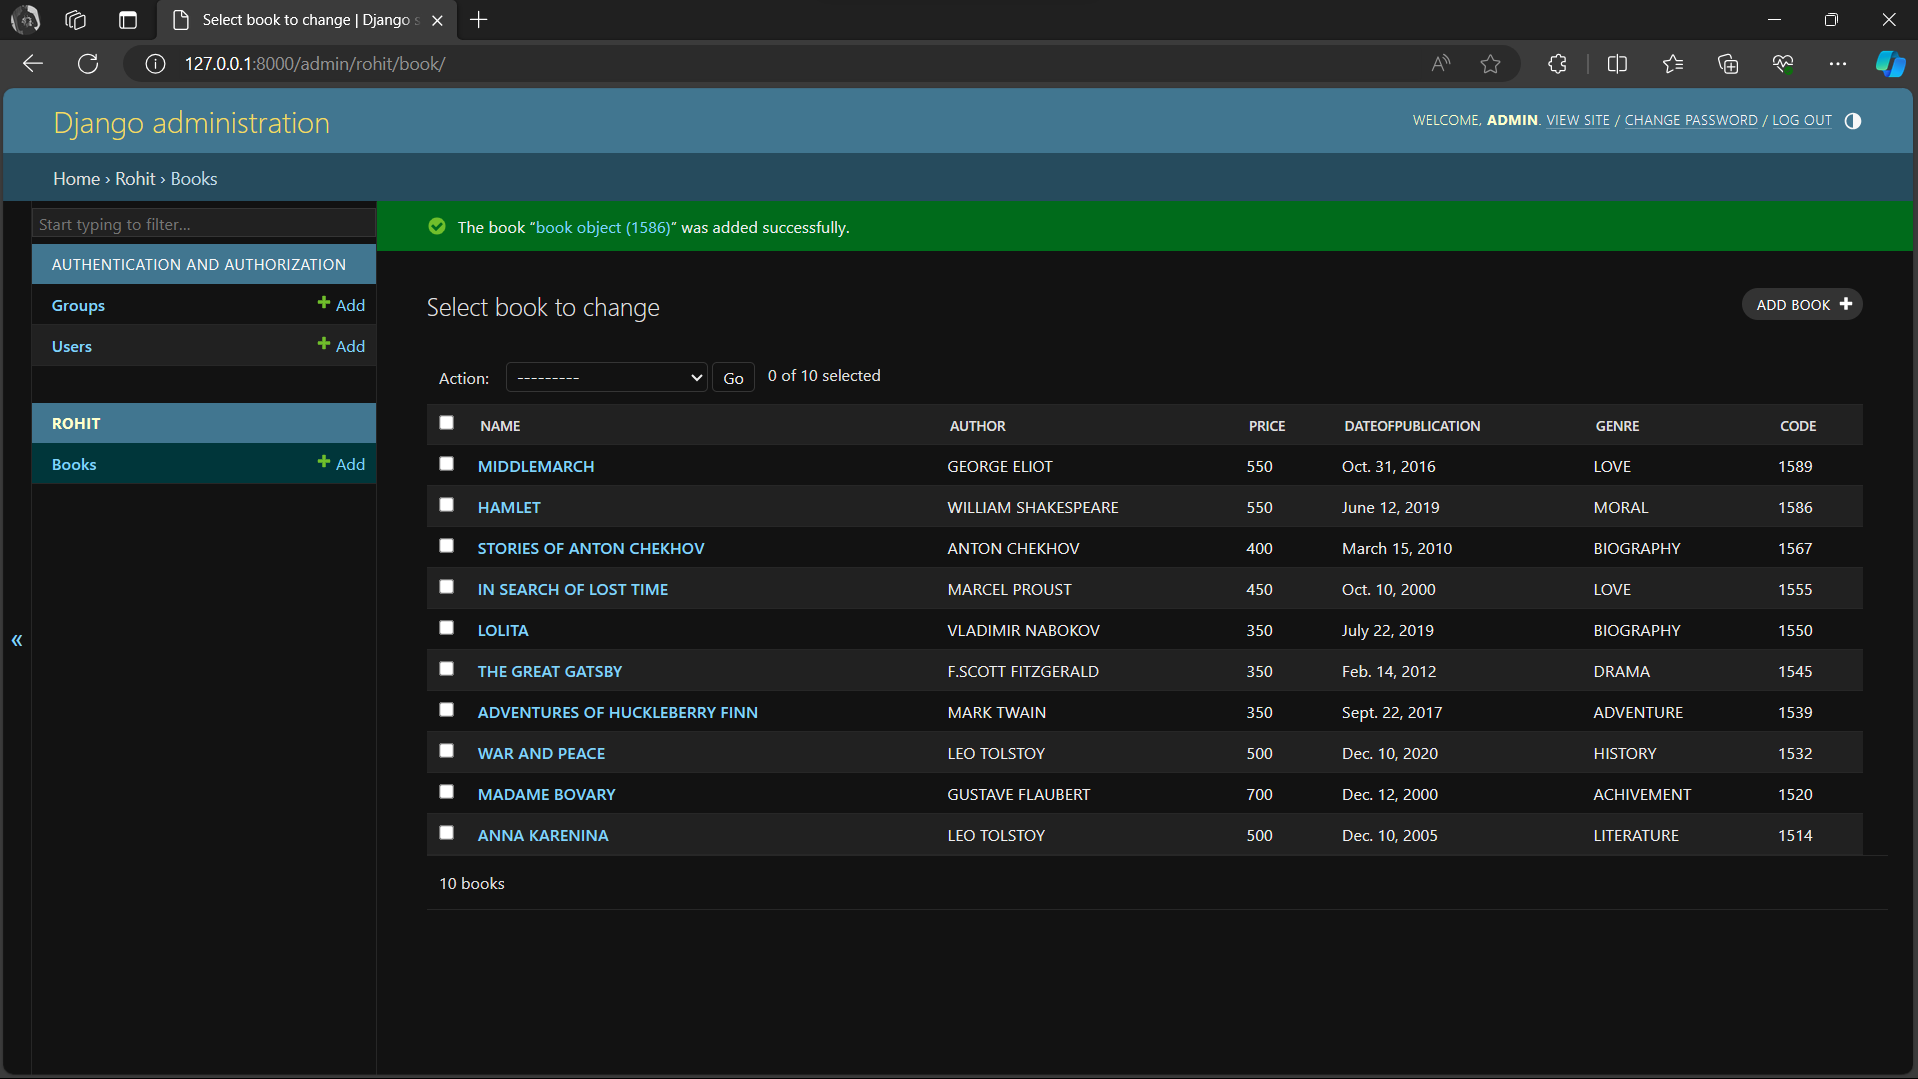 Select book to change | Django s
127.0.0.1:8000/admin/rohit/book/
Django administration
WELCOME, ADMIN. VIEW SITE / CHANGE PASSWORD / LOG OUT
Home › Rohit › Books
Start typing to filter...
AUTHENTICATION AND AUTHORIZATION
Groups + Add
Users + Add
ROHIT
Books + Add
«
The book “book object (1586)” was added successfully.
Select book to change
ADD BOOK +
Action: --------- Go 0 of 10 selected
NAME AUTHOR PRICE DATEOFPUBLICATION GENRE CODE
MIDDLEMARCH GEORGE ELIOT 550 Oct. 31, 2016 LOVE 1589
HAMLET WILLIAM SHAKESPEARE 550 June 12, 2019 MORAL 1586
STORIES OF ANTON CHEKHOV ANTON CHEKHOV 400 March 15, 2010 BIOGRAPHY 1567
IN SEARCH OF LOST TIME MARCEL PROUST 450 Oct. 10, 2000 LOVE 1555
LOLITA VLADIMIR NABOKOV 350 July 22, 2019 BIOGRAPHY 1550
THE GREAT GATSBY F.SCOTT FITZGERALD 350 Feb. 14, 2012 DRAMA 1545
ADVENTURES OF HUCKLEBERRY FINN MARK TWAIN 350 Sept. 22, 2017 ADVENTURE 1539
WAR AND PEACE LEO TOLSTOY 500 Dec. 10, 2020 HISTORY 1532
MADAME BOVARY GUSTAVE FLAUBERT 700 Dec. 12, 2000 ACHIVEMENT 1520
ANNA KARENINA LEO TOLSTOY 500 Dec. 10, 2005 LITERATURE 1514
10 books